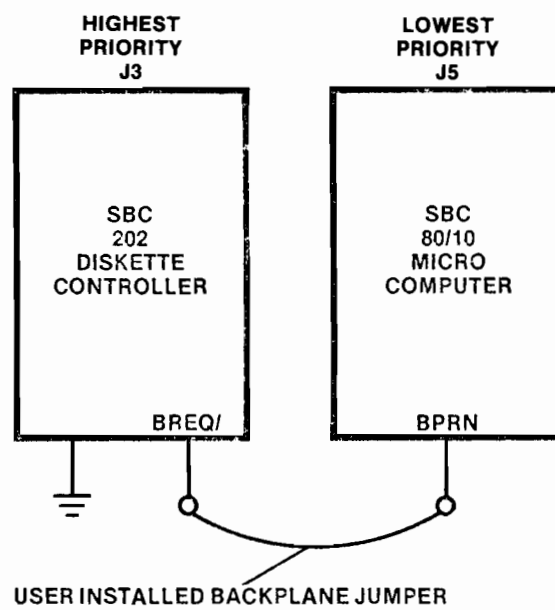 HIGHEST
PRIORITY
J3
LOWEST
PRIORITY
J5
SBC
202
DISKETTE
CONTROLLER
SBC
80/10
MICRO
COMPUTER
BREQ/
BPRN
USER INSTALLED BACKPLANE JUMPER